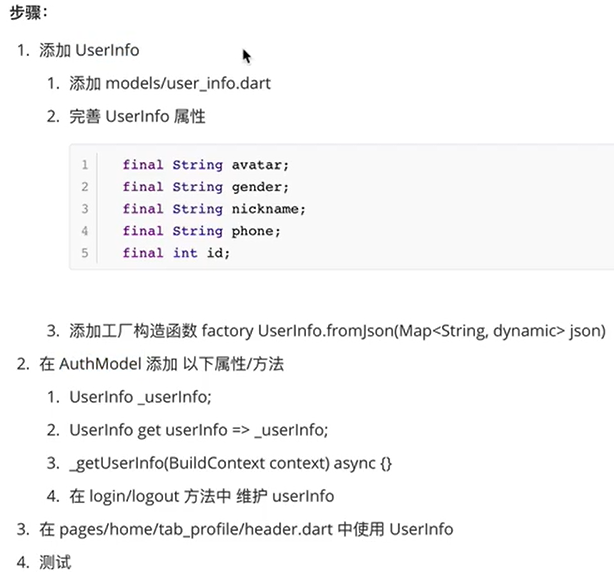 步骤：
1. 添加 UserInfo
1. 添加 models/user_info.dart
2. 完善 UserInfo 属性
1 final String avatar;
2 final String gender;
3 final String nickname;
4 final String phone;
5 final int id;
3. 添加工厂构造函数 factory UserInfo.fromJson(Map<String, dynamic> json)
2. 在 AuthModel 添加 以下属性/方法
1. UserInfo _userInfo;
2. UserInfo get userInfo => _userInfo;
3. _getUserInfo(BuildContext context) async {}
4. 在 login/logout 方法中 维护 userInfo
3. 在 pages/home/tab_profile/header.dart 中使用 UserInfo
4. 测试